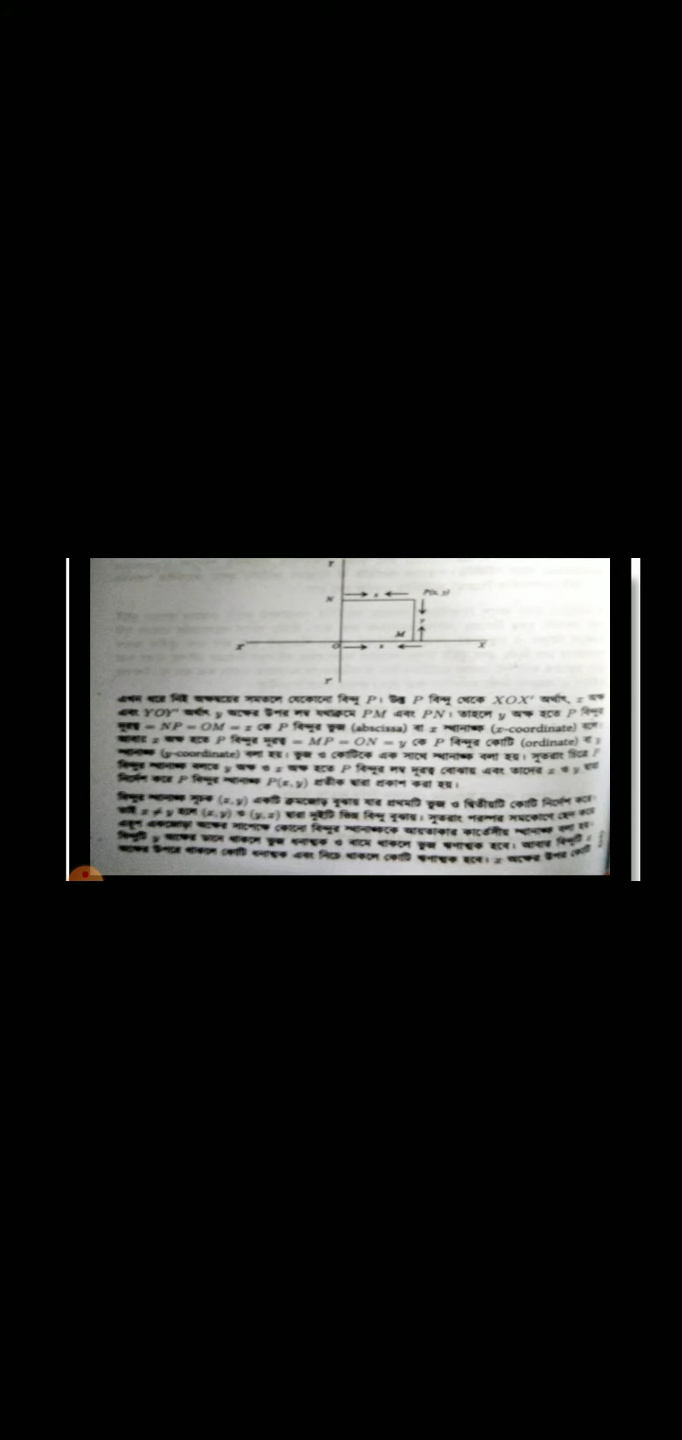 Y
N x P(x, y)
y
M
X' O x X
Y'
এখন ধরে নিই অক্ষদ্বয়ের সমতলে যেকোনো বিন্দু P। উক্ত P বিন্দু থেকে XOX' অর্থাৎ, x অক্ষ
এবং YOY' অর্থাৎ y অক্ষের উপর লম্ব যথাক্রমে PM এবং PN। তাহলে y অক্ষ হতে P বিন্দুর
দূরত্ব = NP = OM = x কে P বিন্দুর ভুজ (abscissa) বা x স্থানাঙ্ক (x-coordinate) বলে।
আবার x অক্ষ হতে P বিন্দুর দূরত্ব = MP = ON = y কে P বিন্দুর কোটি (ordinate) বা y
স্থানাঙ্ক (y-coordinate) বলা হয়। ভুজ ও কোটিকে এক সাথে স্থানাঙ্ক বলা হয়। সুতরাং চিত্রে P
বিন্দুর স্থানাঙ্ক বলতে y অক্ষ ও x অক্ষ হতে P বিন্দুর লম্ব দূরত্ব বোঝায় এবং তাদের x ও y দ্বারা
নির্দেশ করে P বিন্দুর স্থানাঙ্ক P(x, y) প্রতীক দ্বারা প্রকাশ করা হয়।
বিন্দুর স্থানাঙ্ক সূচক (x, y) একটি ক্রমজোড় বুঝায় যার প্রথমটি ভুজ ও দ্বিতীয়টি কোটি নির্দেশ করে।
তাই x ≠ y হলে (x, y) ও (y, x) দ্বারা দুইটি ভিন্ন বিন্দু বুঝায়। সুতরাং পরস্পর সমকোণে ছেদ করে
এরূপ একজোড়া অক্ষের সাপেক্ষে কোনো বিন্দুর স্থানাঙ্ককে আয়তাকার কার্তেসীয় স্থানাঙ্ক বলা হয়।
বিন্দুটি y অক্ষের ডানে থাকলে ভুজ ধনাত্মক ও বামে থাকলে ভুজ ঋণাত্মক হবে। আবার বিন্দুটি x
অক্ষের উপরে থাকলে কোটি ধনাত্মক এবং নিচে থাকলে কোটি ঋণাত্মক হবে। x অক্ষের উপর কোটি